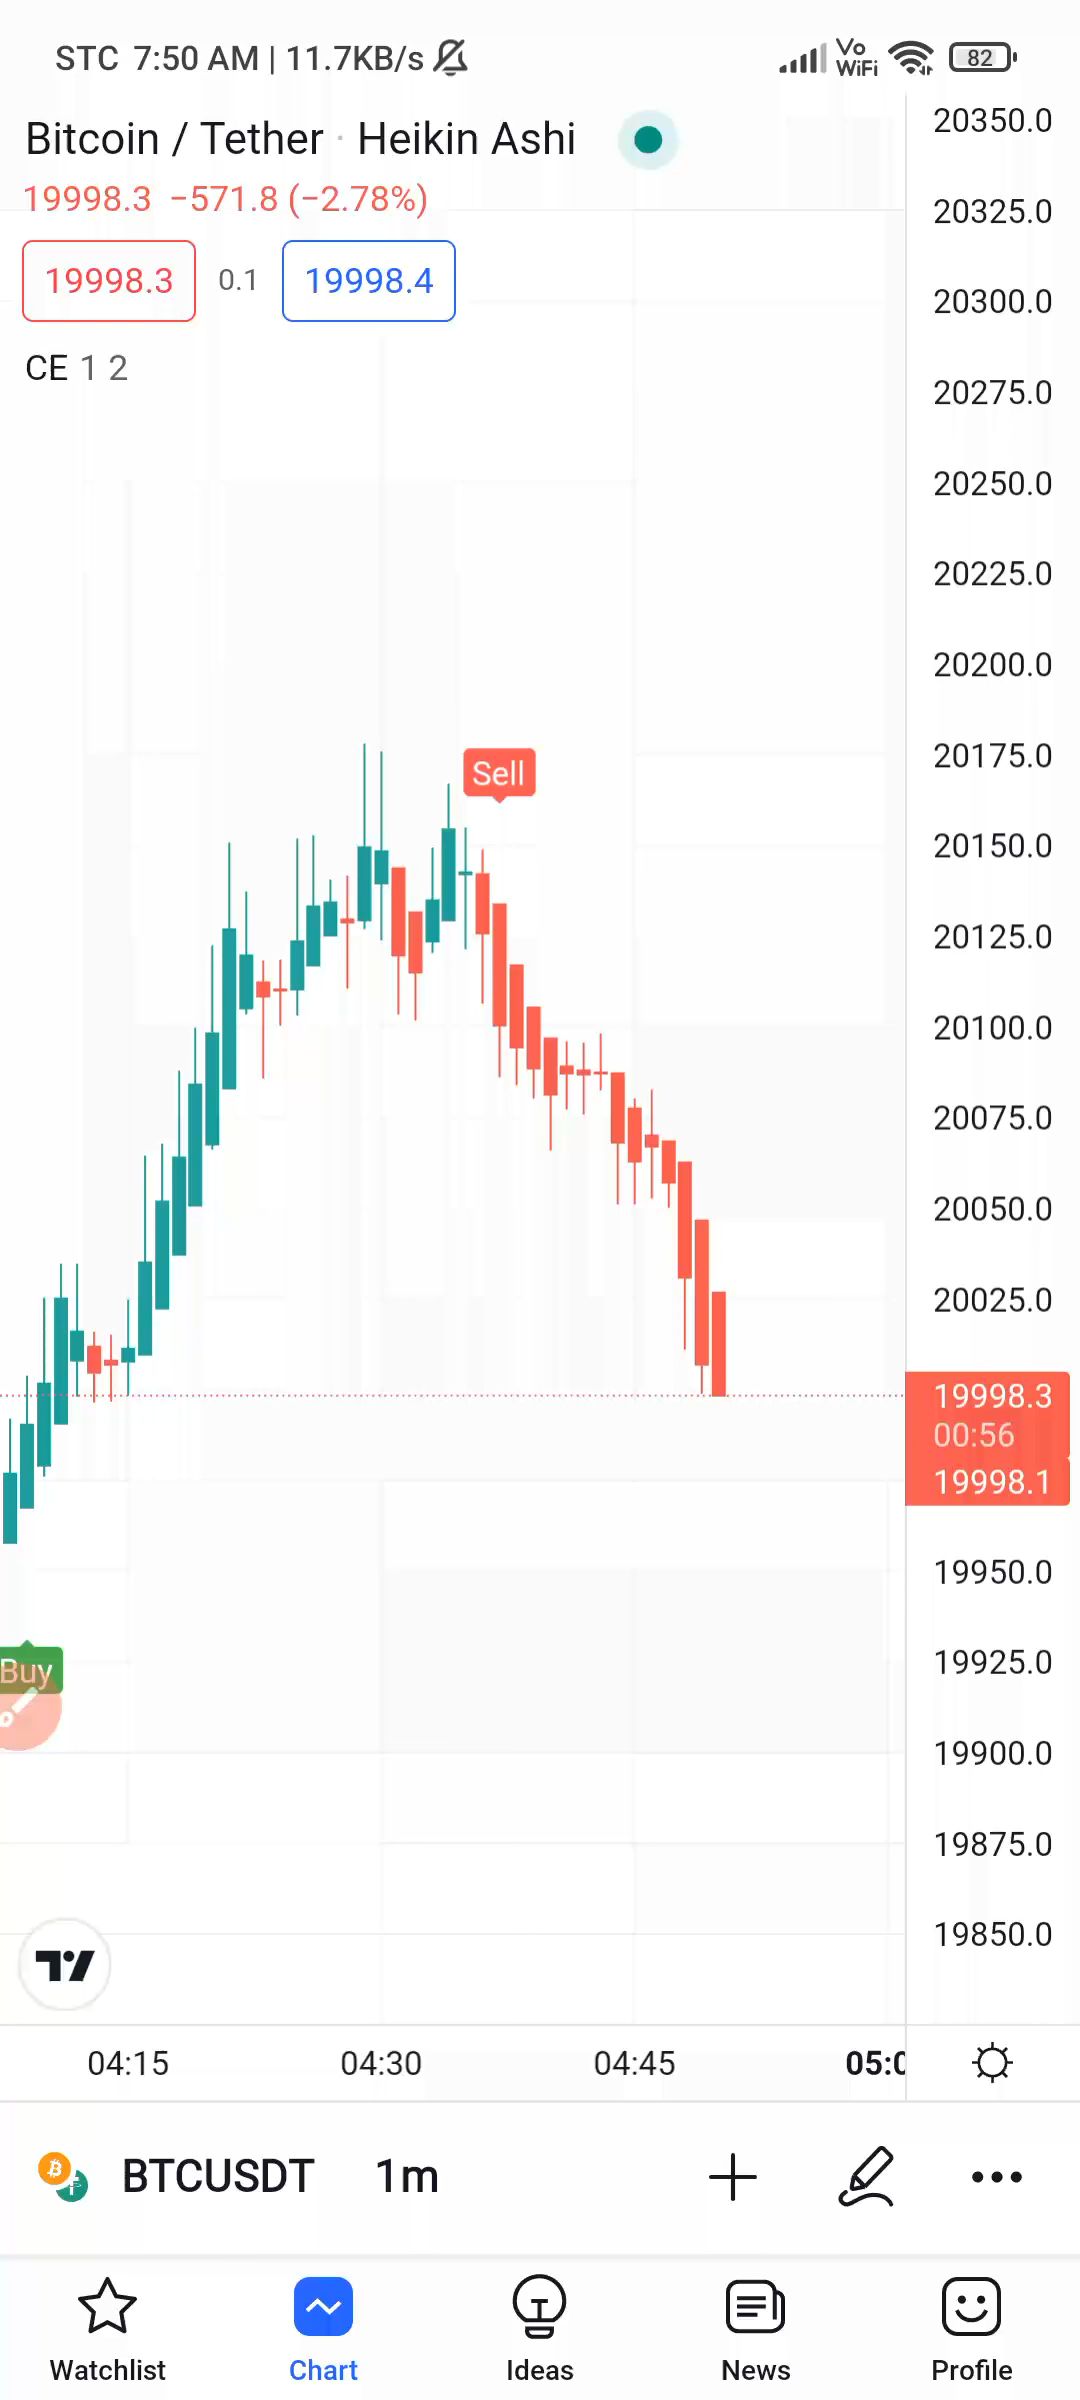 STC 7:50 AM | 11.7KB/s Vo WiFi 82
Bitcoin / Tether · Heikin Ashi
19998.3 −571.8 (−2.78%)
19998.3 0.1 19998.4
CE 1 2
20350.0
20325.0
20300.0
20275.0
20250.0
20225.0
20200.0
20175.0
Sell
20150.0
20125.0
20100.0
20075.0
20050.0
20025.0
19998.3
00:56
19998.1
19950.0
19925.0
Buy
19900.0
19875.0
19850.0
04:15 04:30 04:45 05:0
BTCUSDT 1m
Watchlist Chart Ideas News Profile